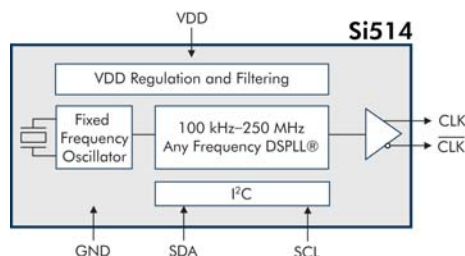 VDD
Si514
VDD Regulation and Filtering
Fixed
Frequency
Oscillator
100 kHz–250 MHz
Any Frequency DSPLL®
CLK
CLK
I²C
GND
SDA
SCL